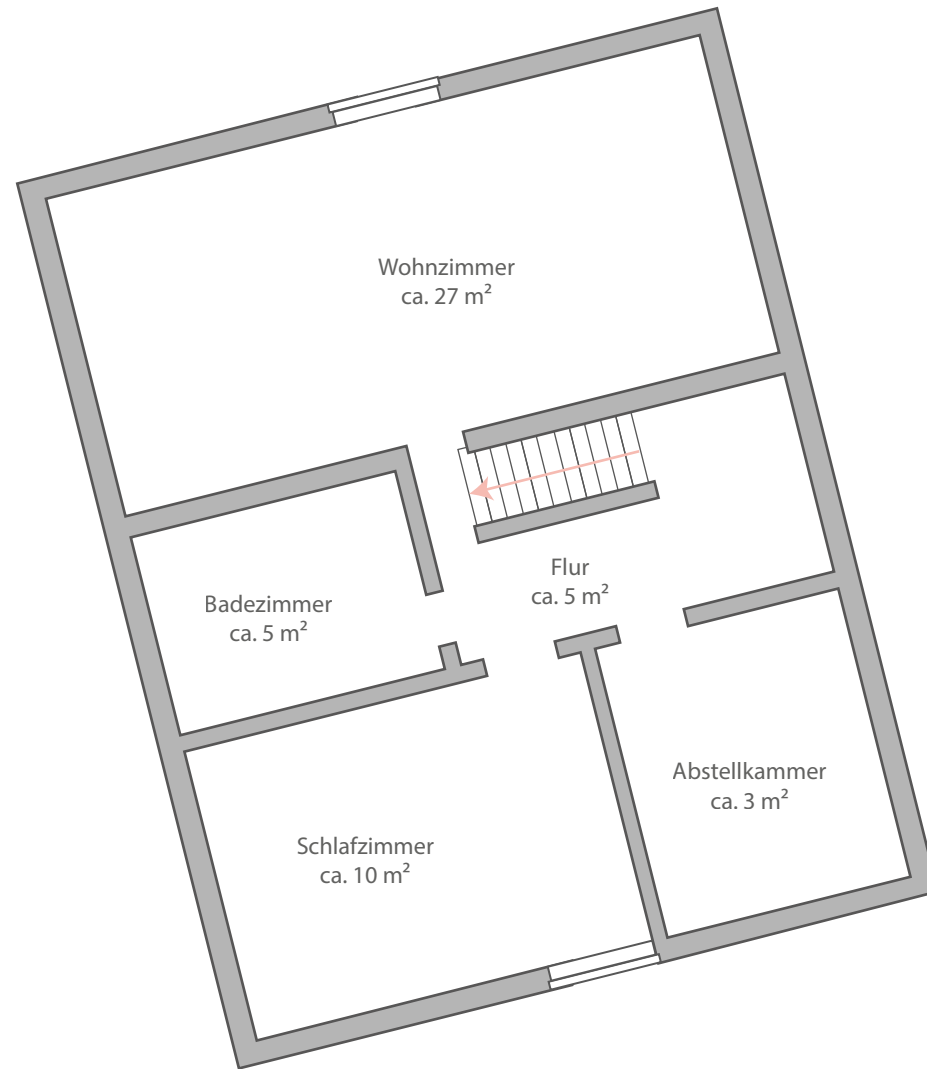 Wohnzimmer
ca. 27 m²
Flur
ca. 5 m²
Badezimmer
ca. 5 m²
Abstellkammer
ca. 3 m²
Schlafzimmer
ca. 10 m²